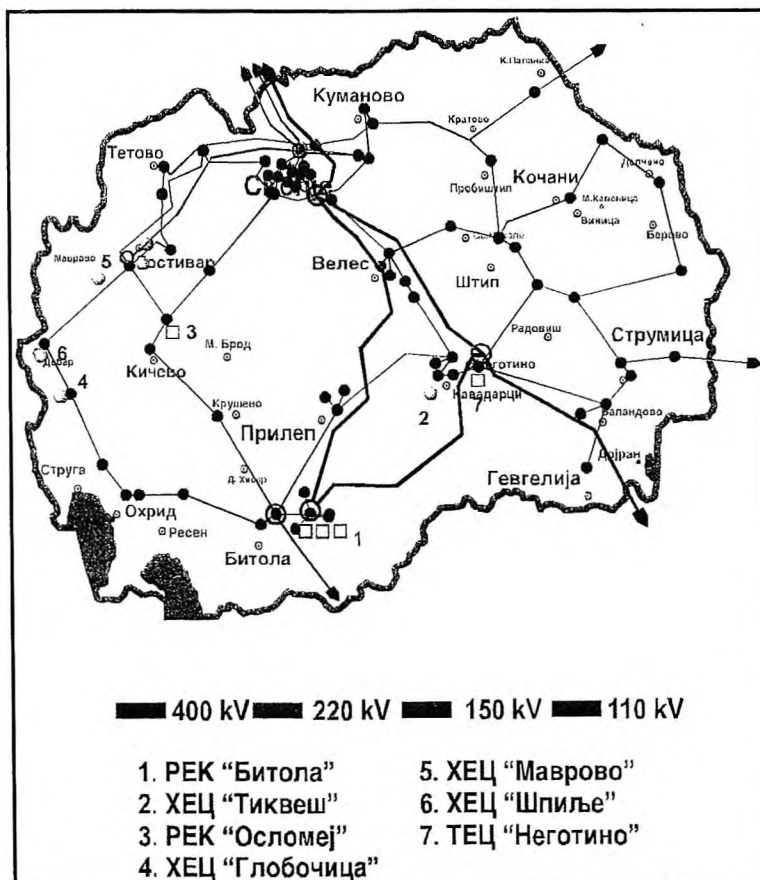 К.Паланка
Куманово
Кратово
Тетово
Пробиштип
Кочани
Делчево
М.Каменица
Виница
Берово
Маврово
5
Гостивар
Велес
Штип
3
М. Брод
Радовиш
Струмица
6
Дебар
Кичево
4
Крушево
2
Неготино
Кавадарци
7
Прилеп
Валандово
Дојран
Струга
Д. Хисар
Гевгелија
Охрид
Ресен
Битола
1
400 kV 220 kV 150 kV 110 kV
1. РЕК “Битола”
2. ХЕЦ “Тиквеш”
3. РЕК “Осломеј”
4. ХЕЦ “Глобочица”
5. ХЕЦ “Маврово”
6. ХЕЦ “Шпиље”
7. ТЕЦ “Неготино”